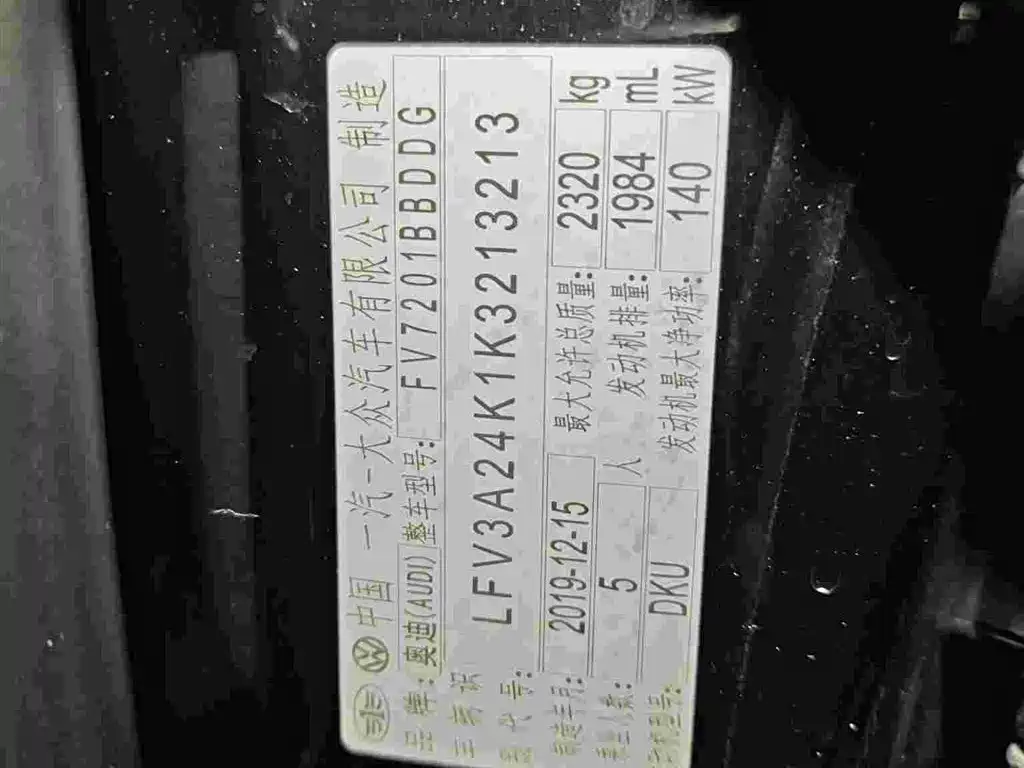 中国 一汽-大众汽车有限公司 制造
品牌: 奥迪(AUDI) 整车型号: FV7201BBDDG
LFV3A24K1K3213213
2019-12-15 最大允许总质量: 2320 kg
5 人 发动机排量: 1984 mL
DKU 发动机最大净功率: 140 kW